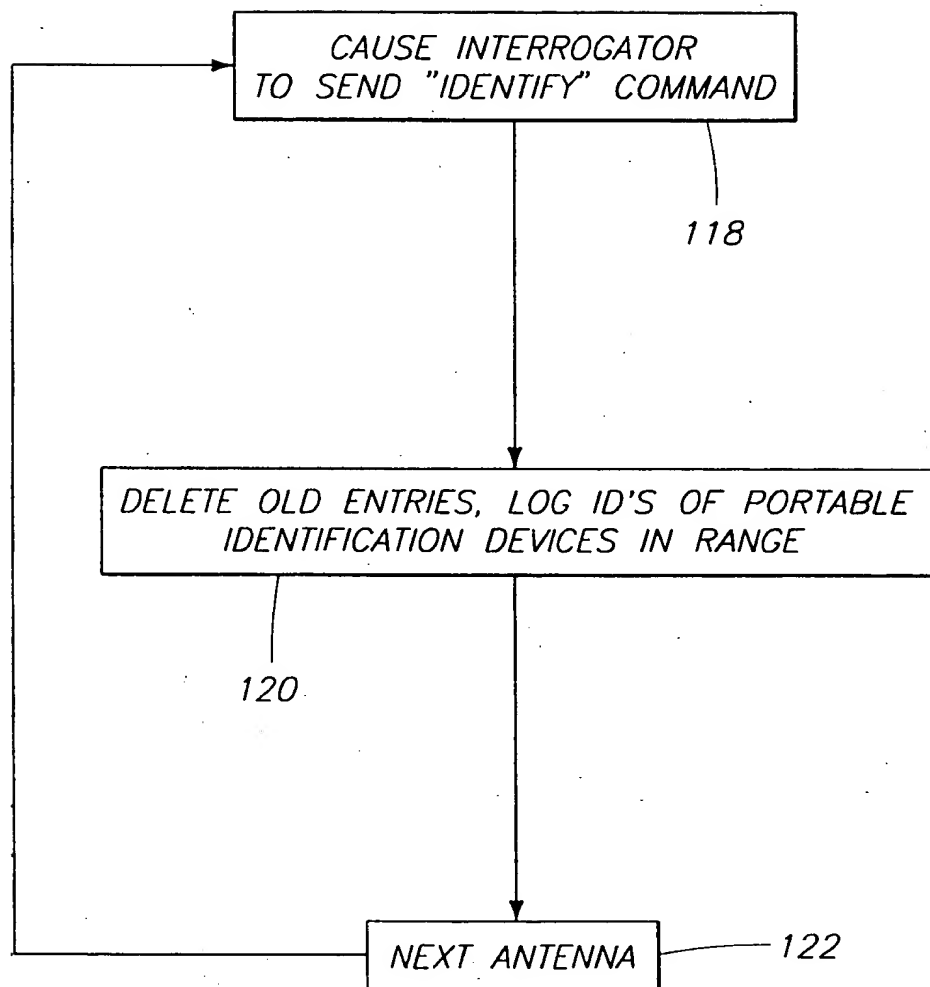 CAUSE INTERROGATOR
TO SEND "IDENTIFY" COMMAND
118
DELETE OLD ENTRIES, LOG ID'S OF PORTABLE
IDENTIFICATION DEVICES IN RANGE
120
NEXT ANTENNA
122